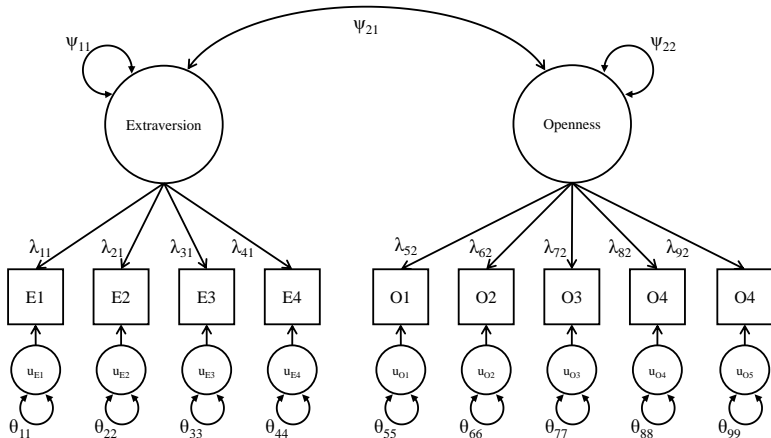 ψ21
ψ11 ψ22
Extraversion Openness
λ11 λ21 λ31 λ41 λ52 λ62 λ72 λ82 λ92
E1 E2 E3 E4 O1 O2 O3 O4 O4
uE1 uE2 uE3 uE4 uO1 uO2 uO3 uO4 uO5
θ11 θ22 θ33 θ44 θ55 θ66 θ77 θ88 θ99